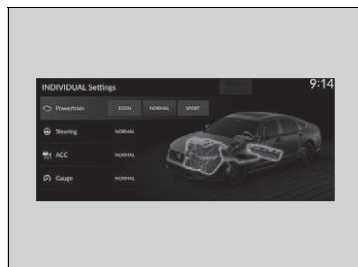 INDIVIDUAL Settings
9:14
Powertrain ECON NORMAL SPORT
Steering NORMAL
ACC NORMAL
Gauge NORMAL